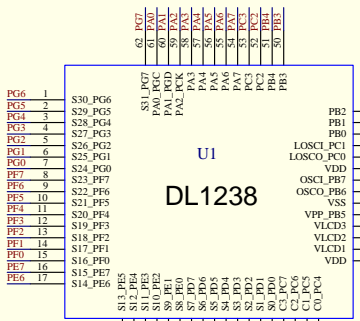 62 PG7
61 PA0
60 PA1
59 PA2
58 PA3
57 PA4
56 PA5
55 PA6
54 PA7
53 PC3
52 PC2
51 PB4
50 PB3
S31_PG7
PA0_PGC
PA1_PGD
PA2_PCK
PA3
PA4
PA5
PA6
PA7
PC3
PC2
PB4
PB3
PG6 1 S30_PG6
PG5 2 S29_PG5
PG4 3 S28_PG4
PG3 4 S27_PG3
PG2 5 S26_PG2
PG1 6 S25_PG1
PG0 7 S24_PG0
PF7 8 S23_PF7
PF6 9 S22_PF6
PF5 10 S21_PF5
PF4 11 S20_PF4
PF3 12 S19_PF3
PF2 13 S18_PF2
PF1 14 S17_PF1
PF0 15 S16_PF0
PE7 16 S15_PE7
PE6 17 S14_PE6
U1
DL1238
PB2
PB1
PB0
LOSCI_PC1
LOSCO_PC0
VDD
OSCI_PB7
OSCO_PB6
VSS
VPP_PB5
VLCD3
VLCD2
VLCD1
VDD
S13_PE5
S12_PE4
S11_PE3
S10_PE2
S9_PE1
S8_PE0
S7_PD7
S6_PD6
S5_PD5
S4_PD4
S3_PD3
S2_PD2
S1_PD1
S0_PD0
C3_PC7
C2_PC6
C1_PC5
C0_PC4